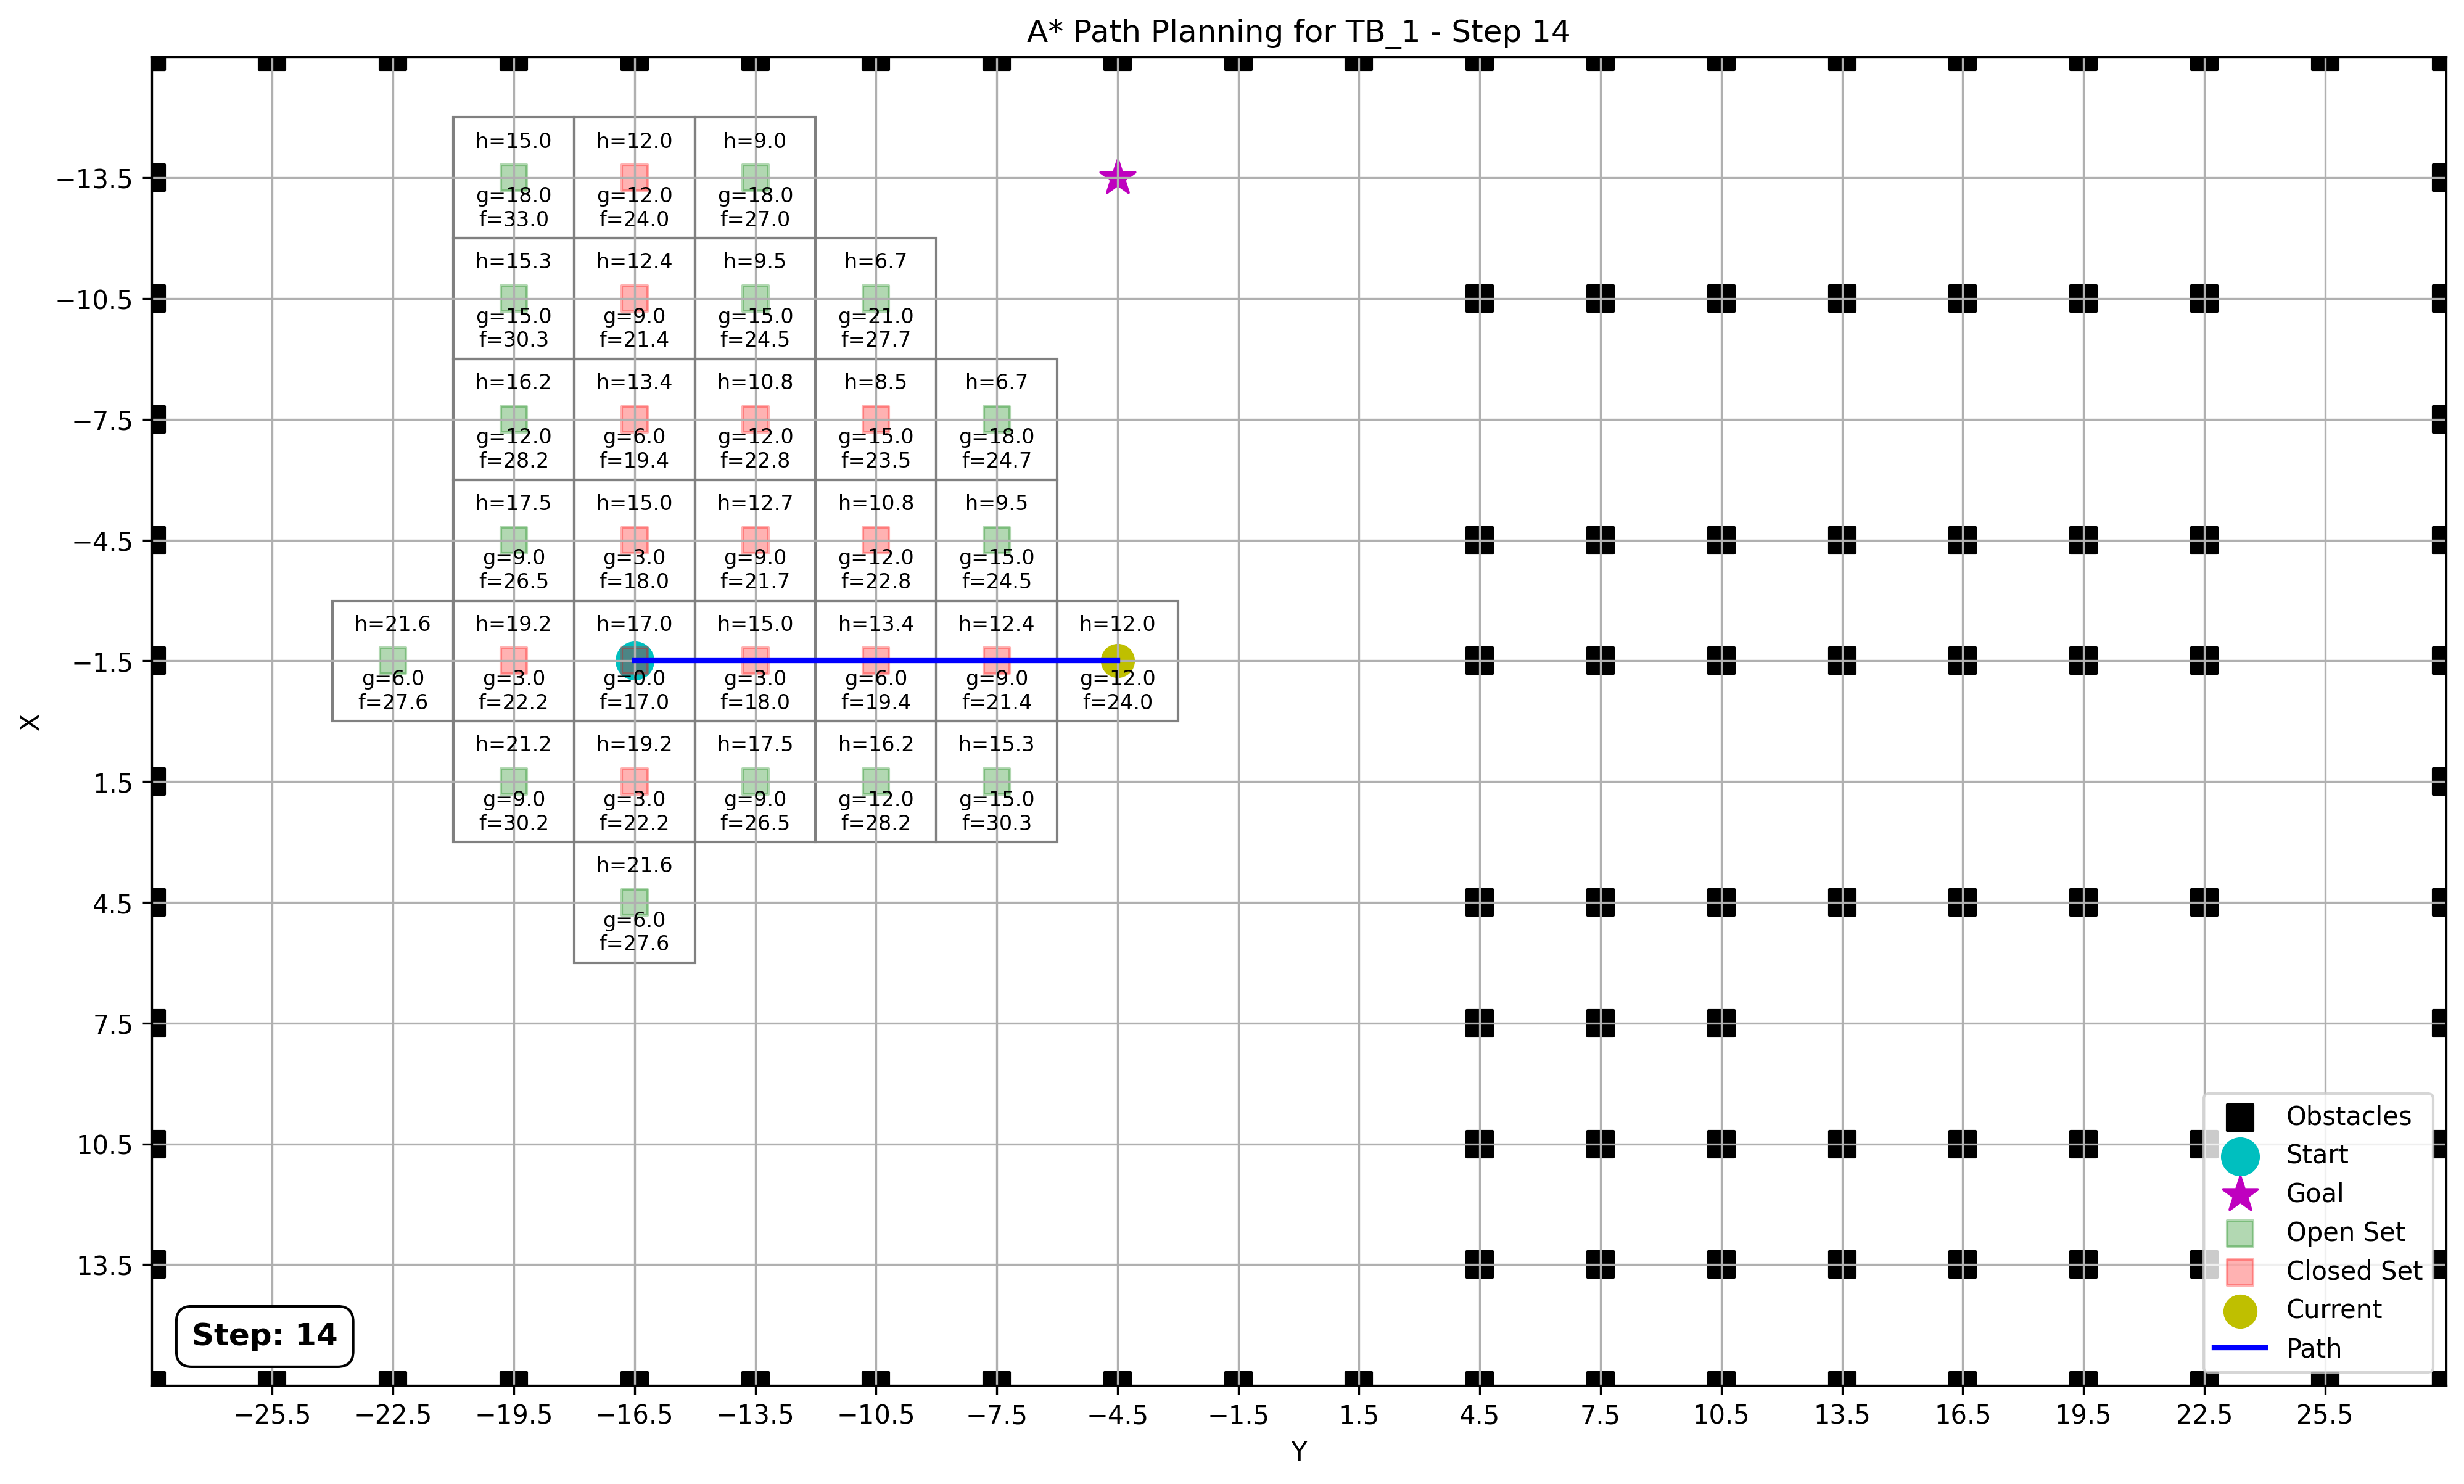 A* Path Planning for TB_1 - Step 14
h=15.0 h=12.0 h=9.0
−13.5
g=18.0 g=12.0 g=18.0
f=33.0 f=24.0 f=27.0
h=15.3 h=12.4 h=9.5 h=6.7
−10.5
g=15.0 g=9.0 g=15.0 g=21.0
f=30.3 f=21.4 f=24.5 f=27.7
h=16.2 h=13.4 h=10.8 h=8.5 h=6.7
−7.5
g=12.0 g=6.0 g=12.0 g=15.0 g=18.0
f=28.2 f=19.4 f=22.8 f=23.5 f=24.7
h=17.5 h=15.0 h=12.7 h=10.8 h=9.5
−4.5
g=9.0 g=3.0 g=9.0 g=12.0 g=15.0
f=26.5 f=18.0 f=21.7 f=22.8 f=24.5
h=21.6 h=19.2 h=17.0 h=15.0 h=13.4 h=12.4 h=12.0
−1.5
g=6.0 g=3.0 g=0.0 g=3.0 g=6.0 g=9.0 g=12.0
f=27.6 f=22.2 f=17.0 f=18.0 f=19.4 f=21.4 f=24.0
X
h=21.2 h=19.2 h=17.5 h=16.2 h=15.3
1.5
g=9.0 g=3.0 g=9.0 g=12.0 g=15.0
f=30.2 f=22.2 f=26.5 f=28.2 f=30.3
h=21.6
4.5
g=6.0
f=27.6
7.5
10.5
13.5
Obstacles
Start
Goal
Open Set
Closed Set
Current
Path
Step: 14
−25.5 −22.5 −19.5 −16.5 −13.5 −10.5 −7.5 −4.5 −1.5 1.5 4.5 7.5 10.5 13.5 16.5 19.5 22.5 25.5
Y